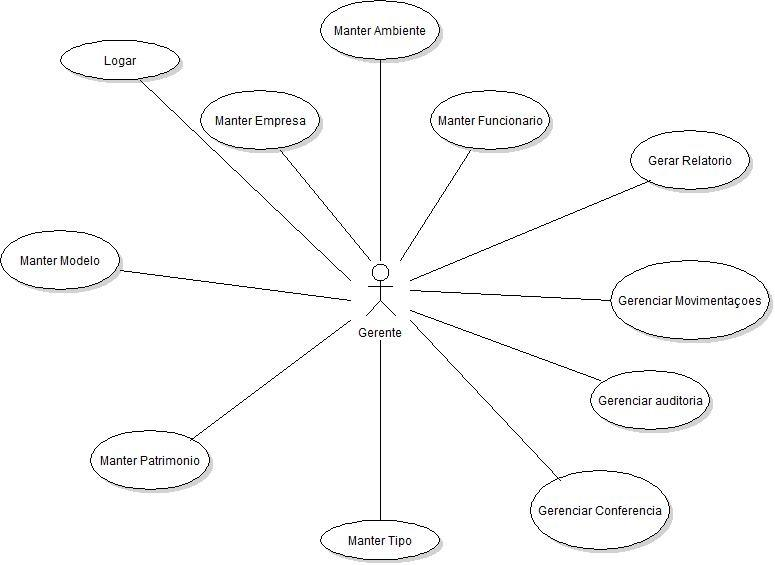 Manter Ambiente
Logar
Manter Empresa
Manter Funcionario
Gerar Relatorio
Manter Modelo
Gerenciar Movimentaçoes
Gerente
Gerenciar auditoria
Manter Patrimonio
Gerenciar Conferencia
Manter Tipo